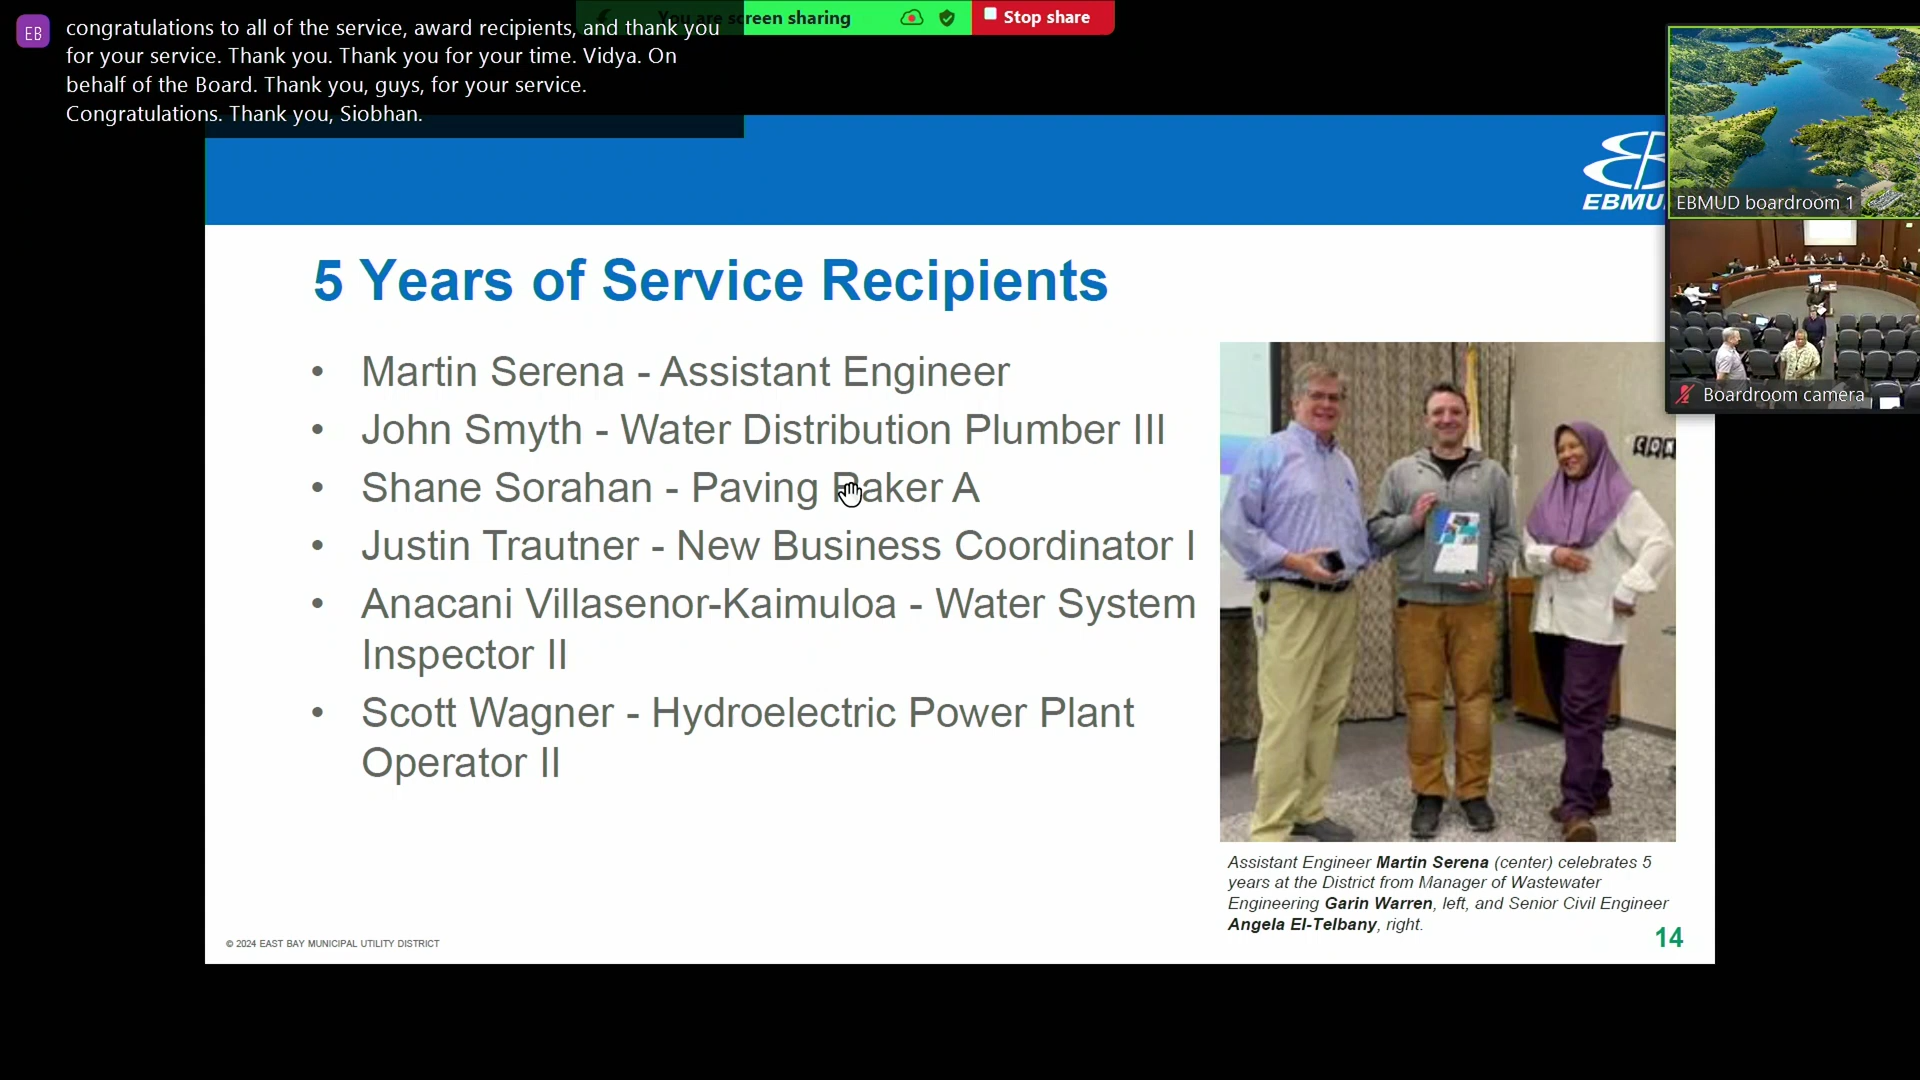 You are screen sharing
Stop share
EB
congratulations to all of the service, award recipients, and thank you
for your service. Thank you. Thank you for your time. Vidya. On
behalf of the Board. Thank you, guys, for your service.
Congratulations. Thank you, Siobhan.
EBMU
EBMUD boardroom 1
Boardroom camera
5 Years of Service Recipients
• Martin Serena - Assistant Engineer
• John Smyth - Water Distribution Plumber III
• Shane Sorahan - Paving Raker A
• Justin Trautner - New Business Coordinator I
• Anacani Villasenor-Kaimuloa - Water System
Inspector II
• Scott Wagner - Hydroelectric Power Plant
Operator II
Assistant Engineer Martin Serena (center) celebrates 5
years at the District from Manager of Wastewater
Engineering Garin Warren, left, and Senior Civil Engineer
Angela El-Telbany, right.
© 2024 EAST BAY MUNICIPAL UTILITY DISTRICT
14